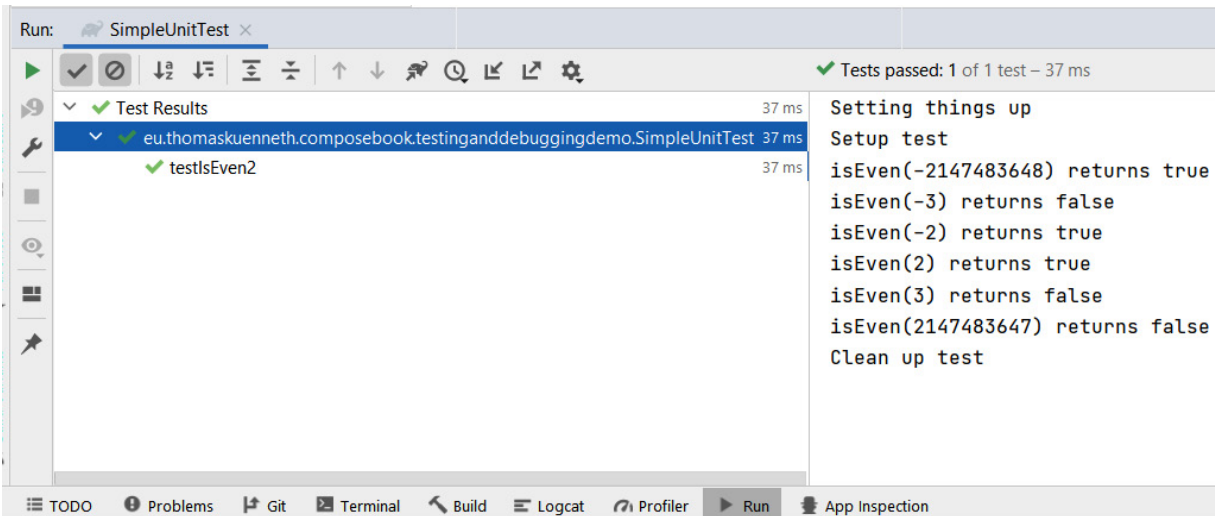 Run: SimpleUnitTest ×
Tests passed: 1 of 1 test – 37 ms
Test Results 37 ms
eu.thomaskuenneth.composebook.testinganddebuggingdemo.SimpleUnitTest 37 ms
testIsEven2 37 ms
Setting things up
Setup test
isEven(-2147483648) returns true
isEven(-3) returns false
isEven(-2) returns true
isEven(2) returns true
isEven(3) returns false
isEven(2147483647) returns false
Clean up test
TODO Problems Git Terminal Build Logcat Profiler Run App Inspection